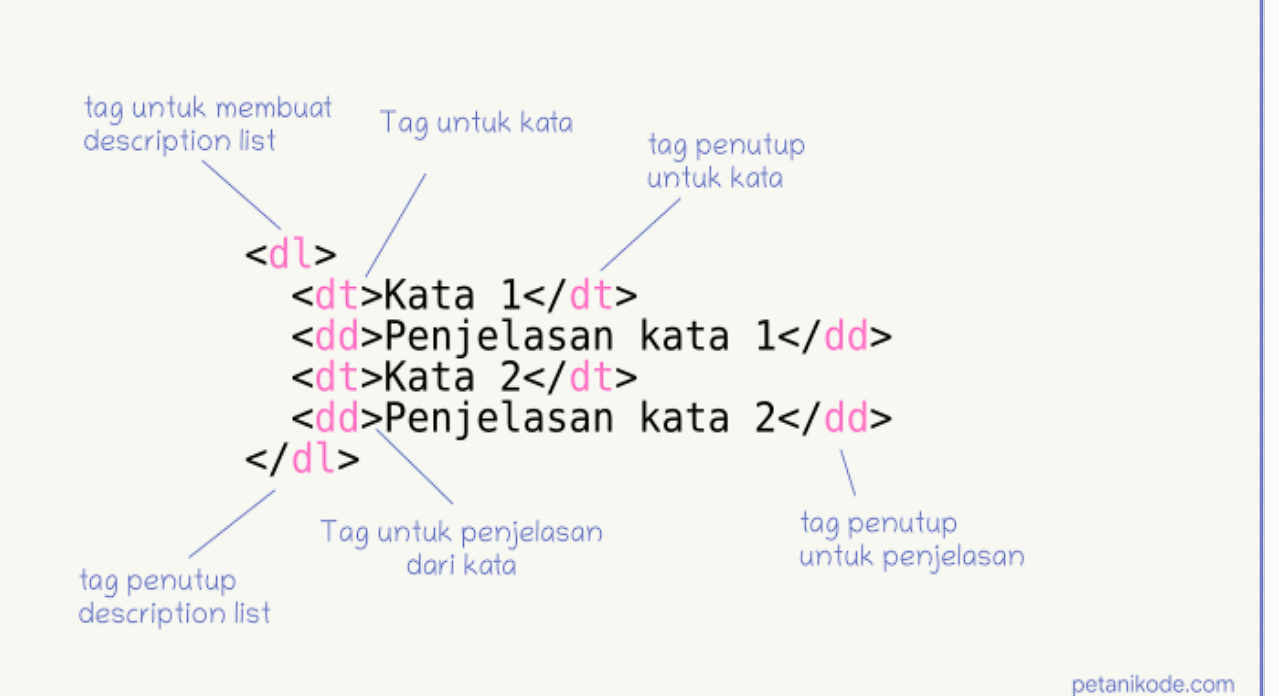 tag untuk membuat
description list
Tag untuk kata
tag penutup
untuk kata
<dl>
<dt>Kata 1</dt>
<dd>Penjelasan kata 1</dd>
<dt>Kata 2</dt>
<dd>Penjelasan kata 2</dd>
</dl>
Tag untuk penjelasan
dari kata
tag penutup
untuk penjelasan
tag penutup
description list
petanikode.com